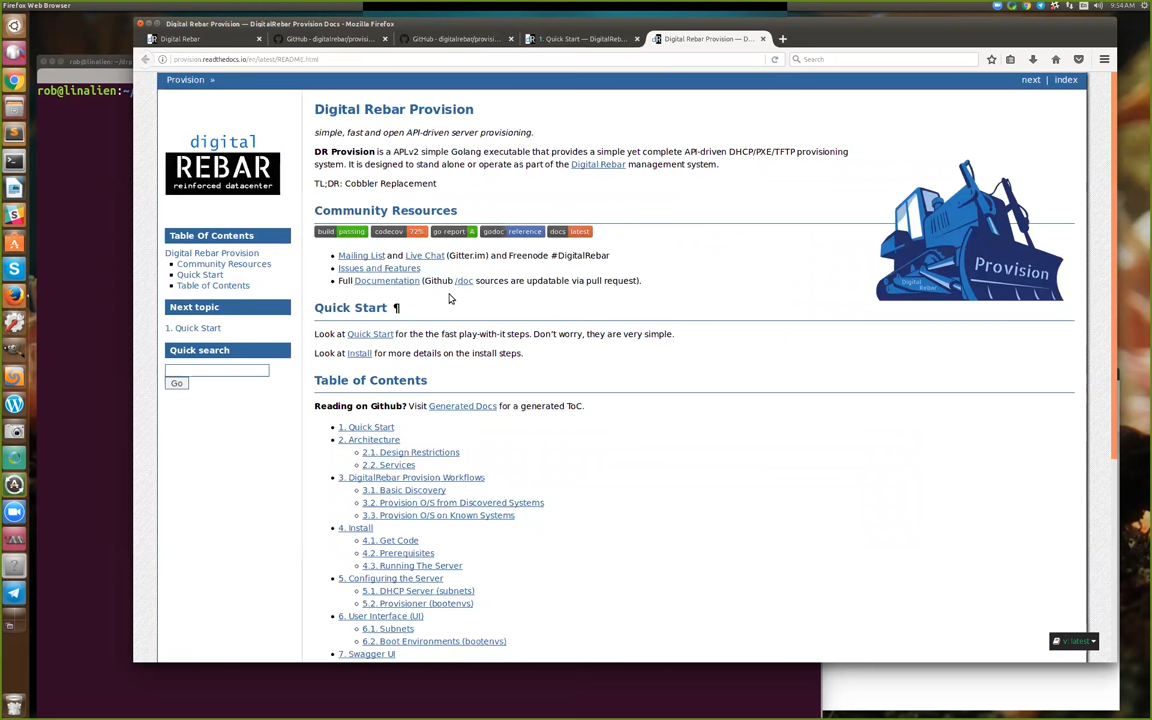 Firefox Web Browser
En
9:54 AM
Digital Rebar Provision — DigitalRebar Provision Docs - Mozilla Firefox
rob@linalien: ~/
Digital Rebar
GitHub - digitalrebar/provisi...
GitHub - digitalrebar/provisi...
1. Quick Start — DigitalReb...
Digital Rebar Provision — D...
provision.readthedocs.io/en/latest/README.html
Search
rob@linalien:~/
Provision »
next | index
digital
REBAR
reinforced datacenter
Table Of Contents
Digital Rebar Provision
Community Resources
Quick Start
Table of Contents
Next topic
1. Quick Start
Quick search
Go
Digital Rebar Provision
simple, fast and open API-driven server provisioning.
DR Provision is a APLv2 simple Golang executable that provides a simple yet complete API-driven DHCP/PXE/TFTP provisioning
system. It is designed to stand alone or operate as part of the Digital Rebar management system.
TL;DR: Cobbler Replacement
Community Resources
build passing codecov 72% go report A godoc reference docs latest
Mailing List and Live Chat (Gitter.im) and Freenode #DigitalRebar
Issues and Features
Full Documentation (Github /doc sources are updatable via pull request).
Digital Rebar
Provision
Quick Start ¶
Look at Quick Start for the the fast play-with-it steps. Don't worry, they are very simple.
Look at Install for more details on the install steps.
Table of Contents
Reading on Github? Visit Generated Docs for a generated ToC.
1. Quick Start
2. Architecture
2.1. Design Restrictions
2.2. Services
3. DigitalRebar Provision Workflows
3.1. Basic Discovery
3.2. Provision O/S from Discovered Systems
3.3. Provision O/S on Known Systems
4. Install
4.1. Get Code
4.2. Prerequisites
4.3. Running The Server
5. Configuring the Server
5.1. DHCP Server (subnets)
5.2. Provisioner (bootenvs)
6. User Interface (UI)
6.1. Subnets
6.2. Boot Environments (bootenvs)
7. Swagger UI
v: latest